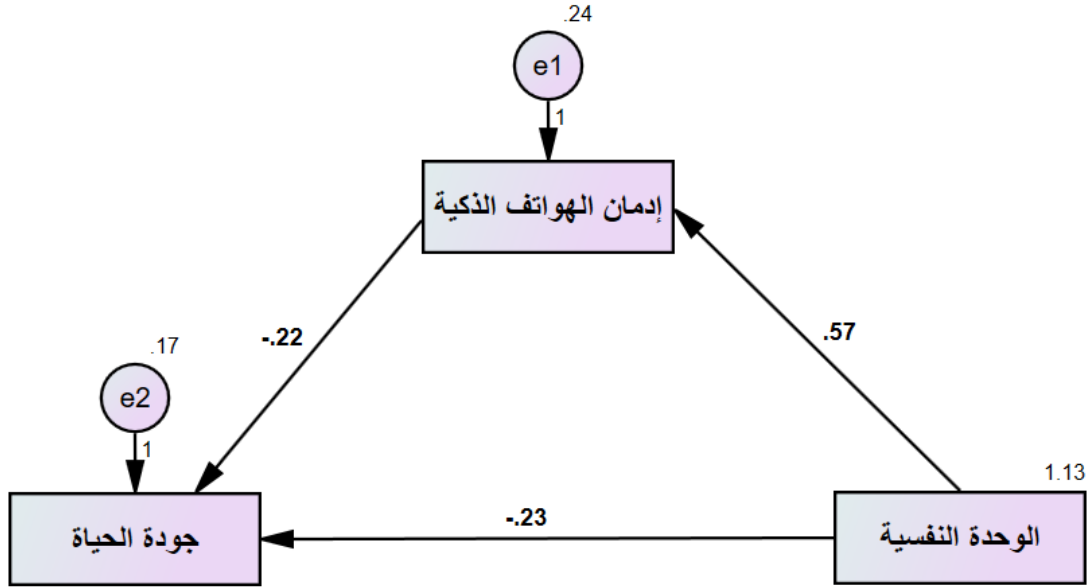 .24
e1
1
إدمان الهواتف الذكية
-.22
.57
.17
e2
1
1.13
جودة الحياة
-.23
الوحدة النفسية